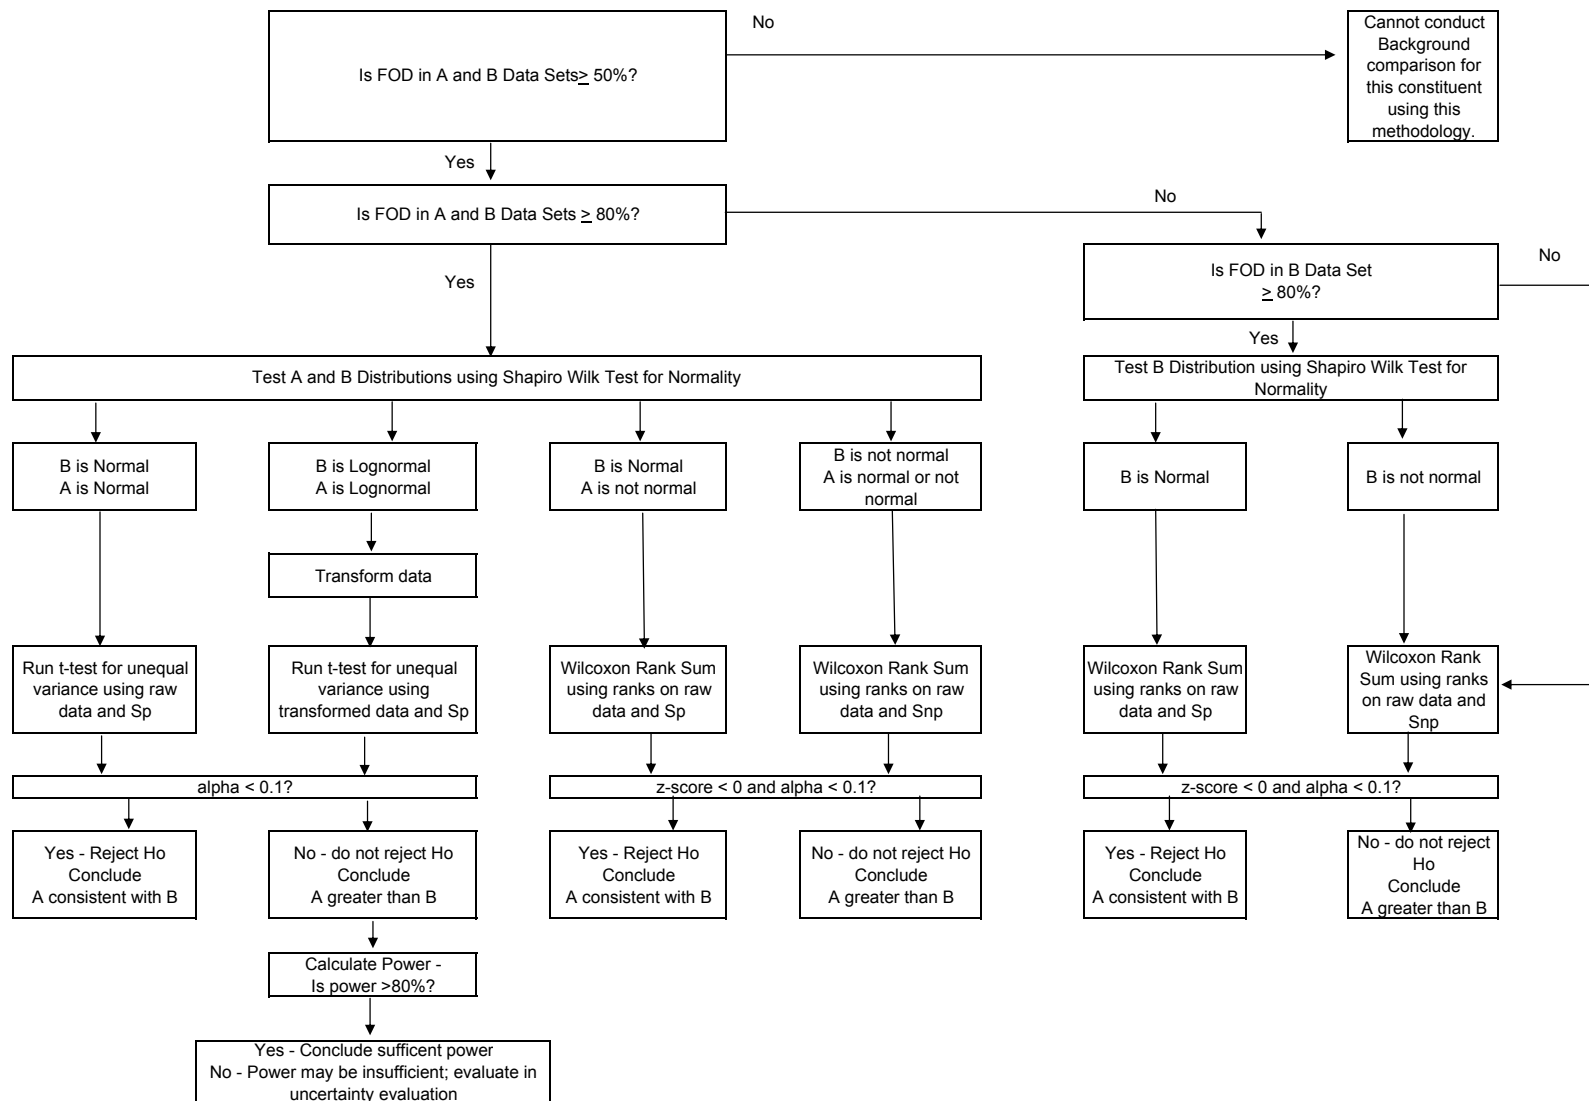 No
Is FOD in A and B Data Sets≥ 50%?
Cannot conduct
Background
comparison for
this constituent
using this
methodology.
Yes
Is FOD in A and B Data Sets ≥ 80%?
No
Is FOD in B Data Set
≥ 80%?
No
Yes
Yes
Test A and B Distributions using Shapiro Wilk Test for Normality
Test B Distribution using Shapiro Wilk Test for
Normality
B is Normal
A is Normal
B is Lognormal
A is Lognormal
B is Normal
A is not normal
B is not normal
A is normal or not
normal
B is Normal
B is not normal
Transform data
Run t-test for unequal
variance using raw
data and Sp
Run t-test for unequal
variance using
transformed data and Sp
Wilcoxon Rank Sum
using ranks on raw
data and Sp
Wilcoxon Rank Sum
using ranks on raw
data and Snp
Wilcoxon Rank Sum
using ranks on raw
data and Sp
Wilcoxon Rank
Sum using ranks
on raw data and
Snp
alpha < 0.1?
z-score < 0 and alpha < 0.1?
z-score < 0 and alpha < 0.1?
Yes - Reject Ho
Conclude
A consistent with B
No - do not reject Ho
Conclude
A greater than B
Yes - Reject Ho
Conclude
A consistent with B
No - do not reject Ho
Conclude
A greater than B
Yes - Reject Ho
Conclude
A consistent with B
No - do not reject
Ho
Conclude
A greater than B
Calculate Power -
Is power >80%?
Yes - Conclude sufficent power
No - Power may be insufficient; evaluate in
uncertainty evaluation